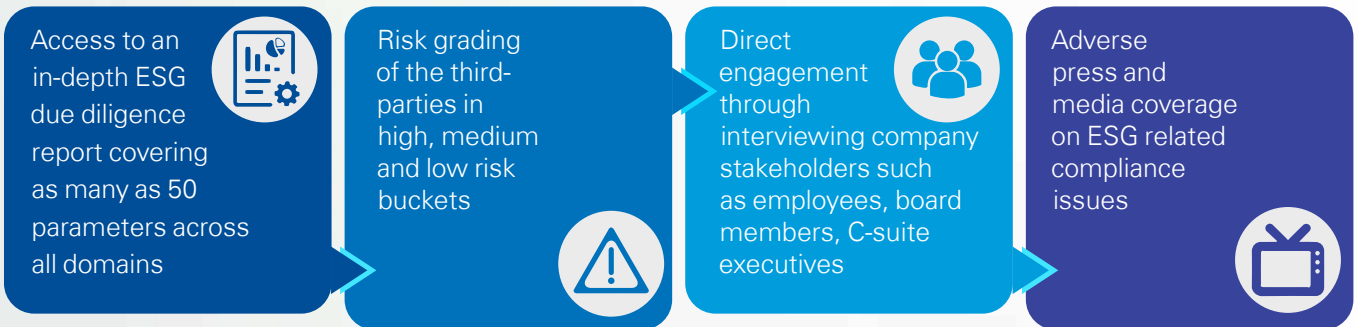 Access to an
in-depth ESG
due diligence
report covering
as many as 50
parameters across
all domains
Risk grading
of the third-
parties in
high, medium
and low risk
buckets
Direct
engagement
through
interviewing company
stakeholders such
as employees, board
members, C-suite
executives
Adverse
press and
media coverage
on ESG related
compliance
issues